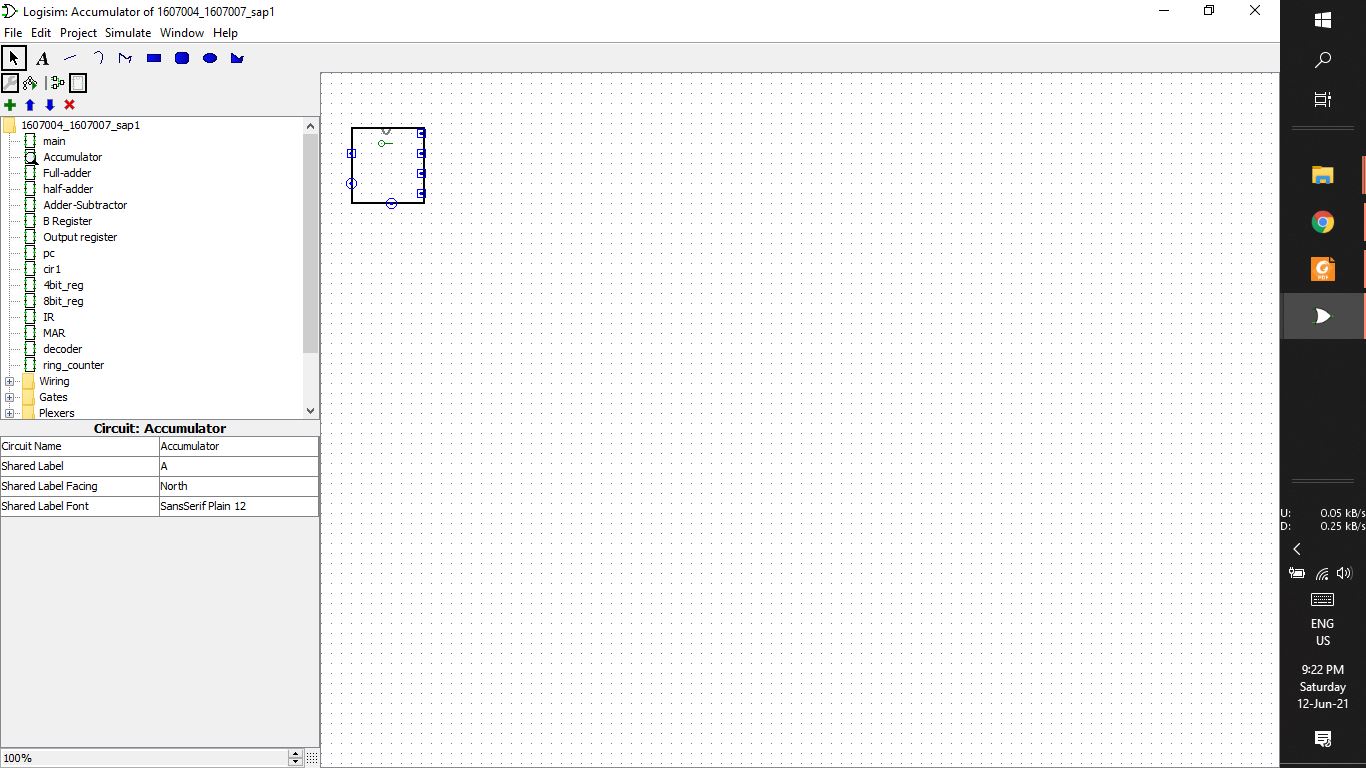 Logisim: Accumulator of 1607004_1607007_sap1
File Edit Project Simulate Window Help
A
1607004_1607007_sap1
main
Accumulator
Full-adder
half-adder
Adder-Subtractor
B Register
Output register
pc
cir1
4bit_reg
8bit_reg
IR
MAR
decoder
ring_counter
Wiring
Gates
Plexers
Circuit: Accumulator
Circuit Name Accumulator
Shared Label A
Shared Label Facing North
Shared Label Font SansSerif Plain 12
100%
U: 0.05 kB/s
D: 0.25 kB/s
ENG
US
9:22 PM
Saturday
12-Jun-21